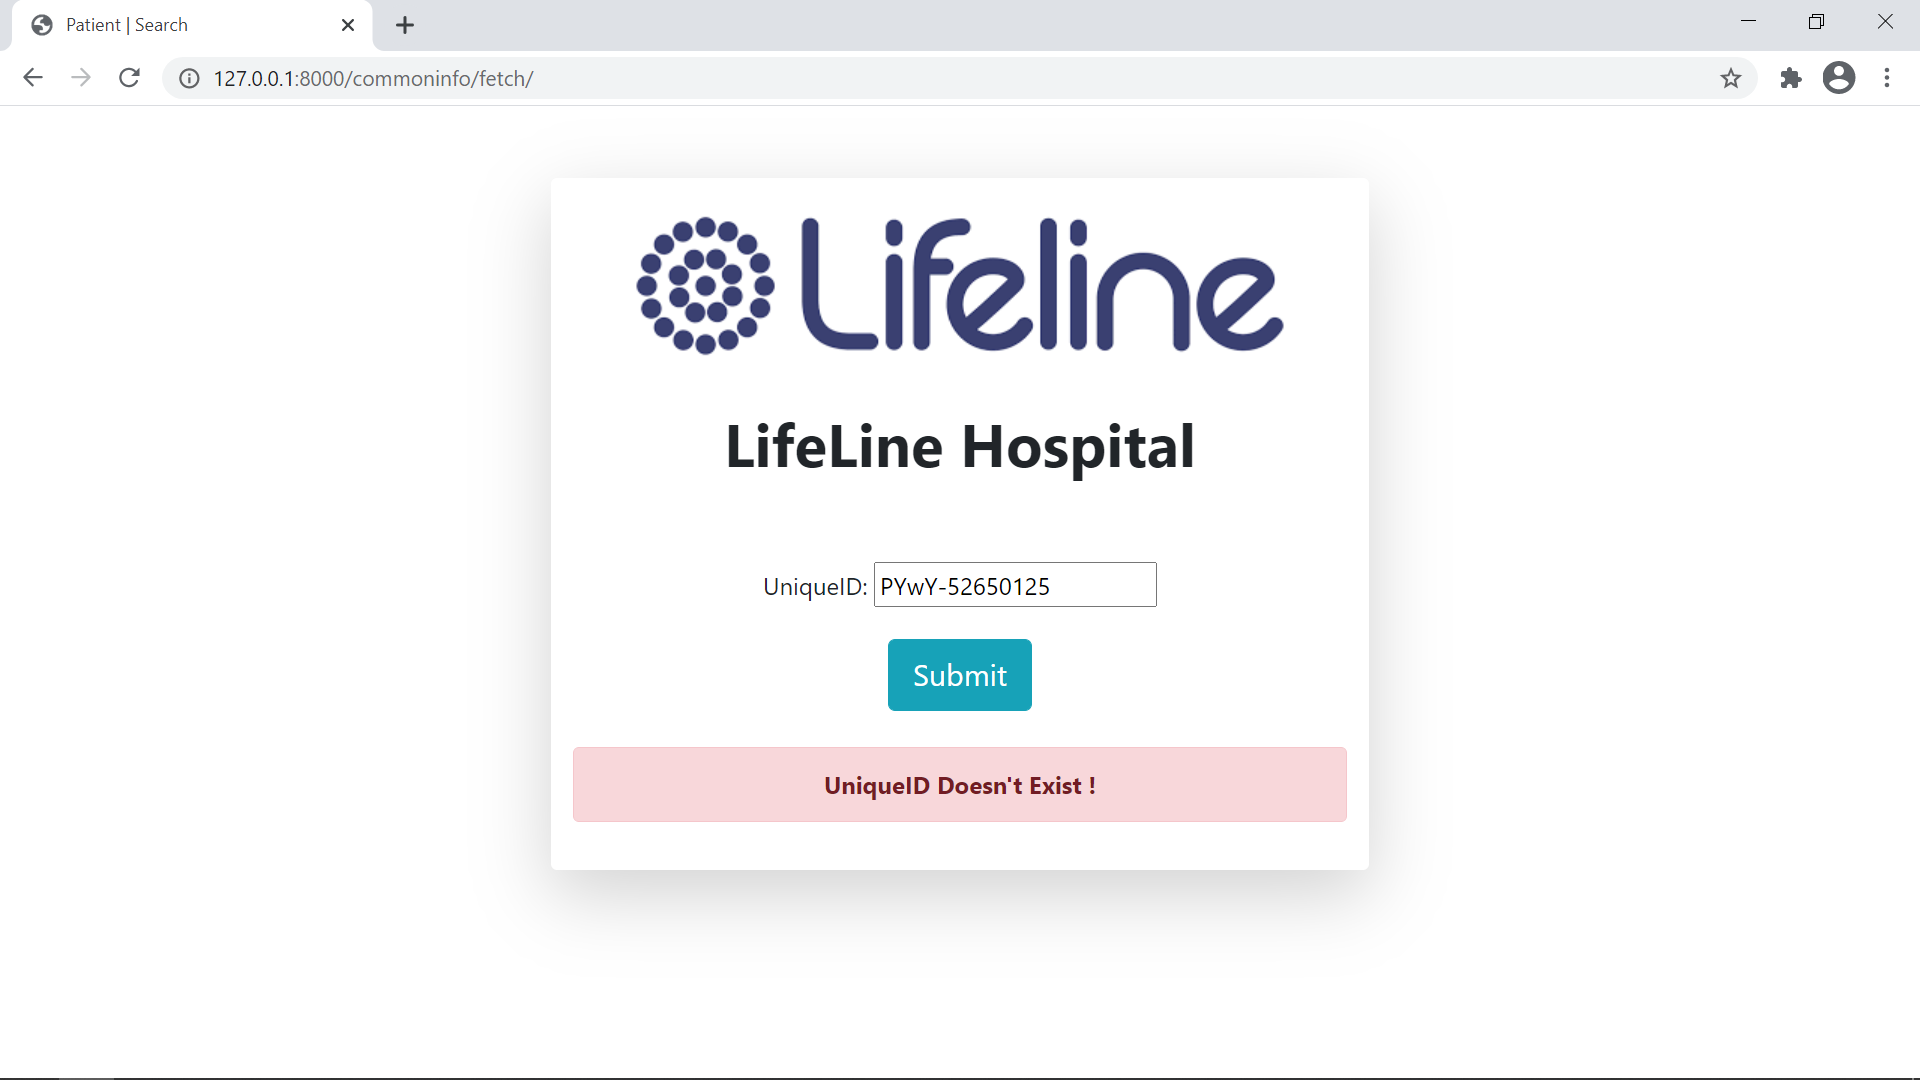 Patient | Search
127.0.0.1:8000/commoninfo/fetch/
Lifeline
LifeLine Hospital
UniqueID: PYwY-52650125
Submit
UniqueID Doesn't Exist !